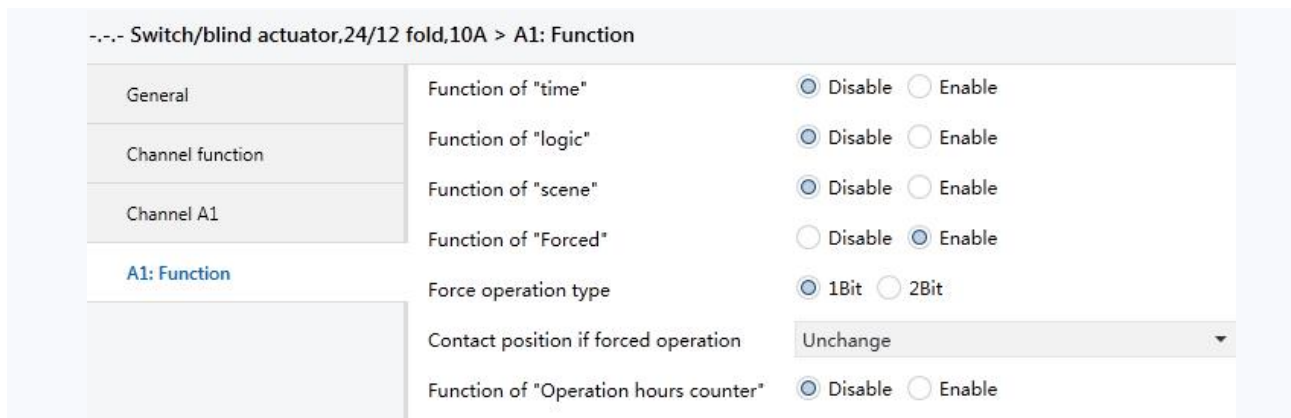 -.-.- Switch/blind actuator,24/12 fold,10A > A1: Function
General
Channel function
Channel A1
A1: Function
Function of "time" Disable Enable
Function of "logic" Disable Enable
Function of "scene" Disable Enable
Function of "Forced" Disable Enable
Force operation type 1Bit 2Bit
Contact position if forced operation Unchange
Function of "Operation hours counter" Disable Enable